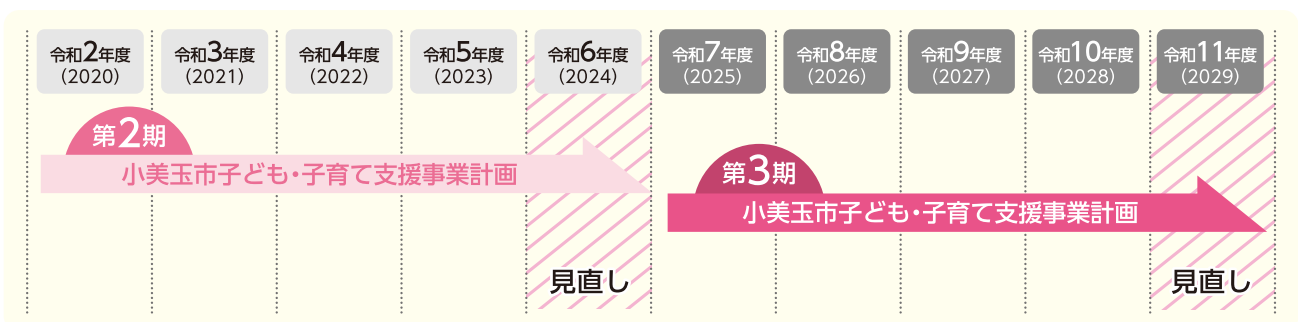 令和2年度
(2020)
令和3年度
(2021)
令和4年度
(2022)
令和5年度
(2023)
令和6年度
(2024)
令和7年度
(2025)
令和8年度
(2026)
令和9年度
(2027)
令和10年度
(2028)
令和11年度
(2029)
第2期
小美玉市子ども・子育て支援事業計画
第3期
小美玉市子ども・子育て支援事業計画
見直し
見直し